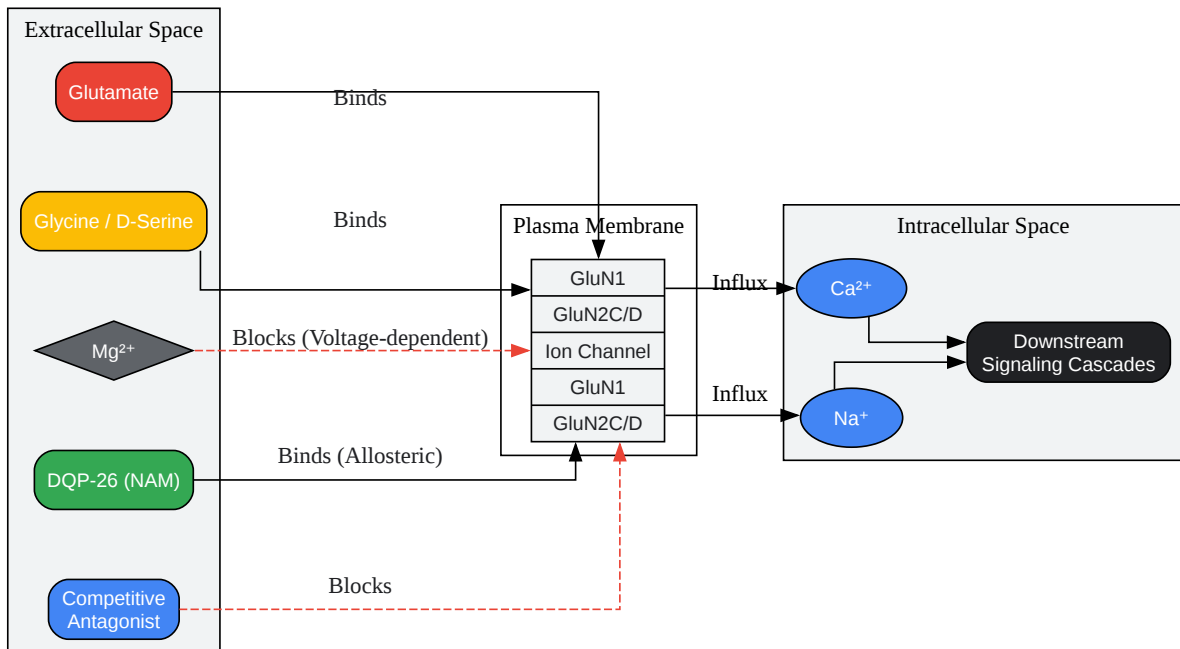 Extracellular Space
Glutamate
Binds
Glycine / D-Serine
Binds
Mg²⁺
Blocks (Voltage-dependent)
DQP-26 (NAM)
Binds (Allosteric)
Competitive
Antagonist
Blocks
Plasma Membrane
GluN1
GluN2C/D
Ion Channel
GluN1
GluN2C/D
Influx
Influx
Intracellular Space
Ca²⁺
Na⁺
Downstream
Signaling Cascades